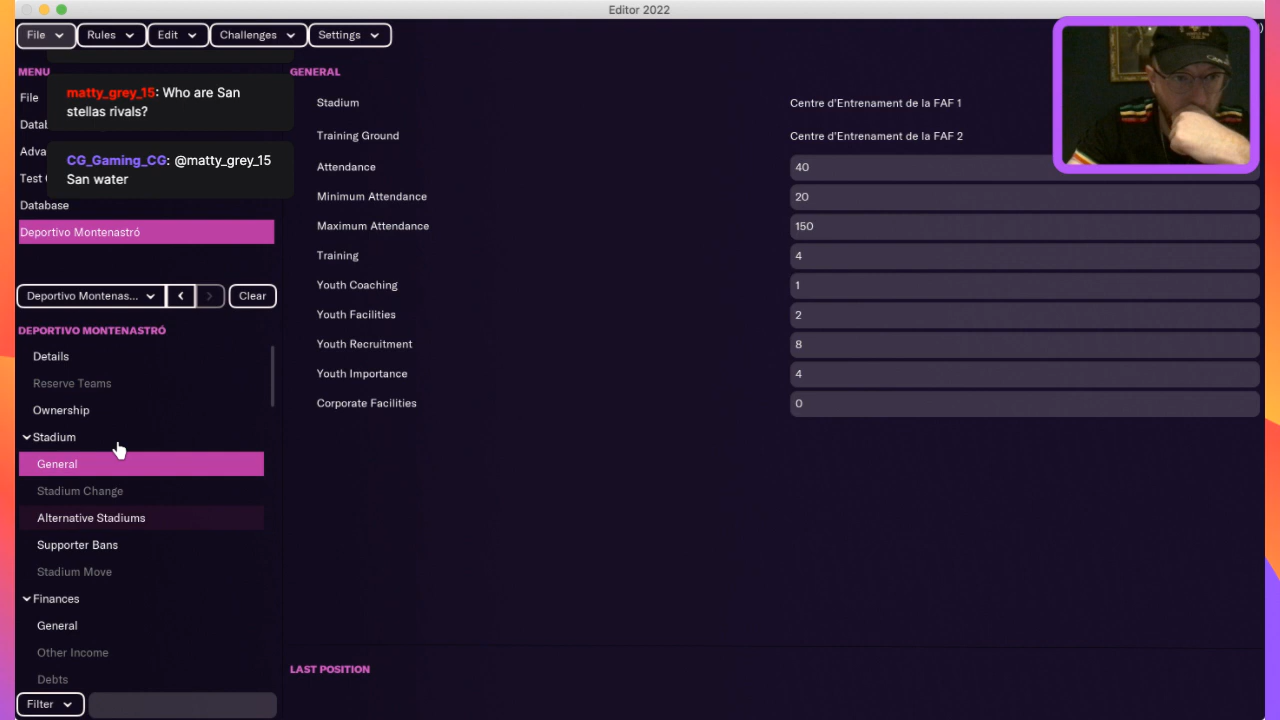 Editor 2022
File
Rules
Edit
Challenges
Settings
MENU
File
matty_grey_15: Who are San
stellas rivals?
CG_Gaming_CG: @matty_grey_15
San water
Database
Deportivo Montenastró
Deportivo Montenas...
Clear
DEPORTIVO MONTENASTRÓ
Details
Reserve Teams
Ownership
Stadium
General
Stadium Change
Alternative Stadiums
Supporter Bans
Stadium Move
Finances
General
Other Income
Debts
Filter
GENERAL
Stadium Centre d'Entrenament de la FAF 1
Training Ground Centre d'Entrenament de la FAF 2
Attendance 40
Minimum Attendance 20
Maximum Attendance 150
Training 4
Youth Coaching 1
Youth Facilities 2
Youth Recruitment 8
Youth Importance 4
Corporate Facilities 0
LAST POSITION